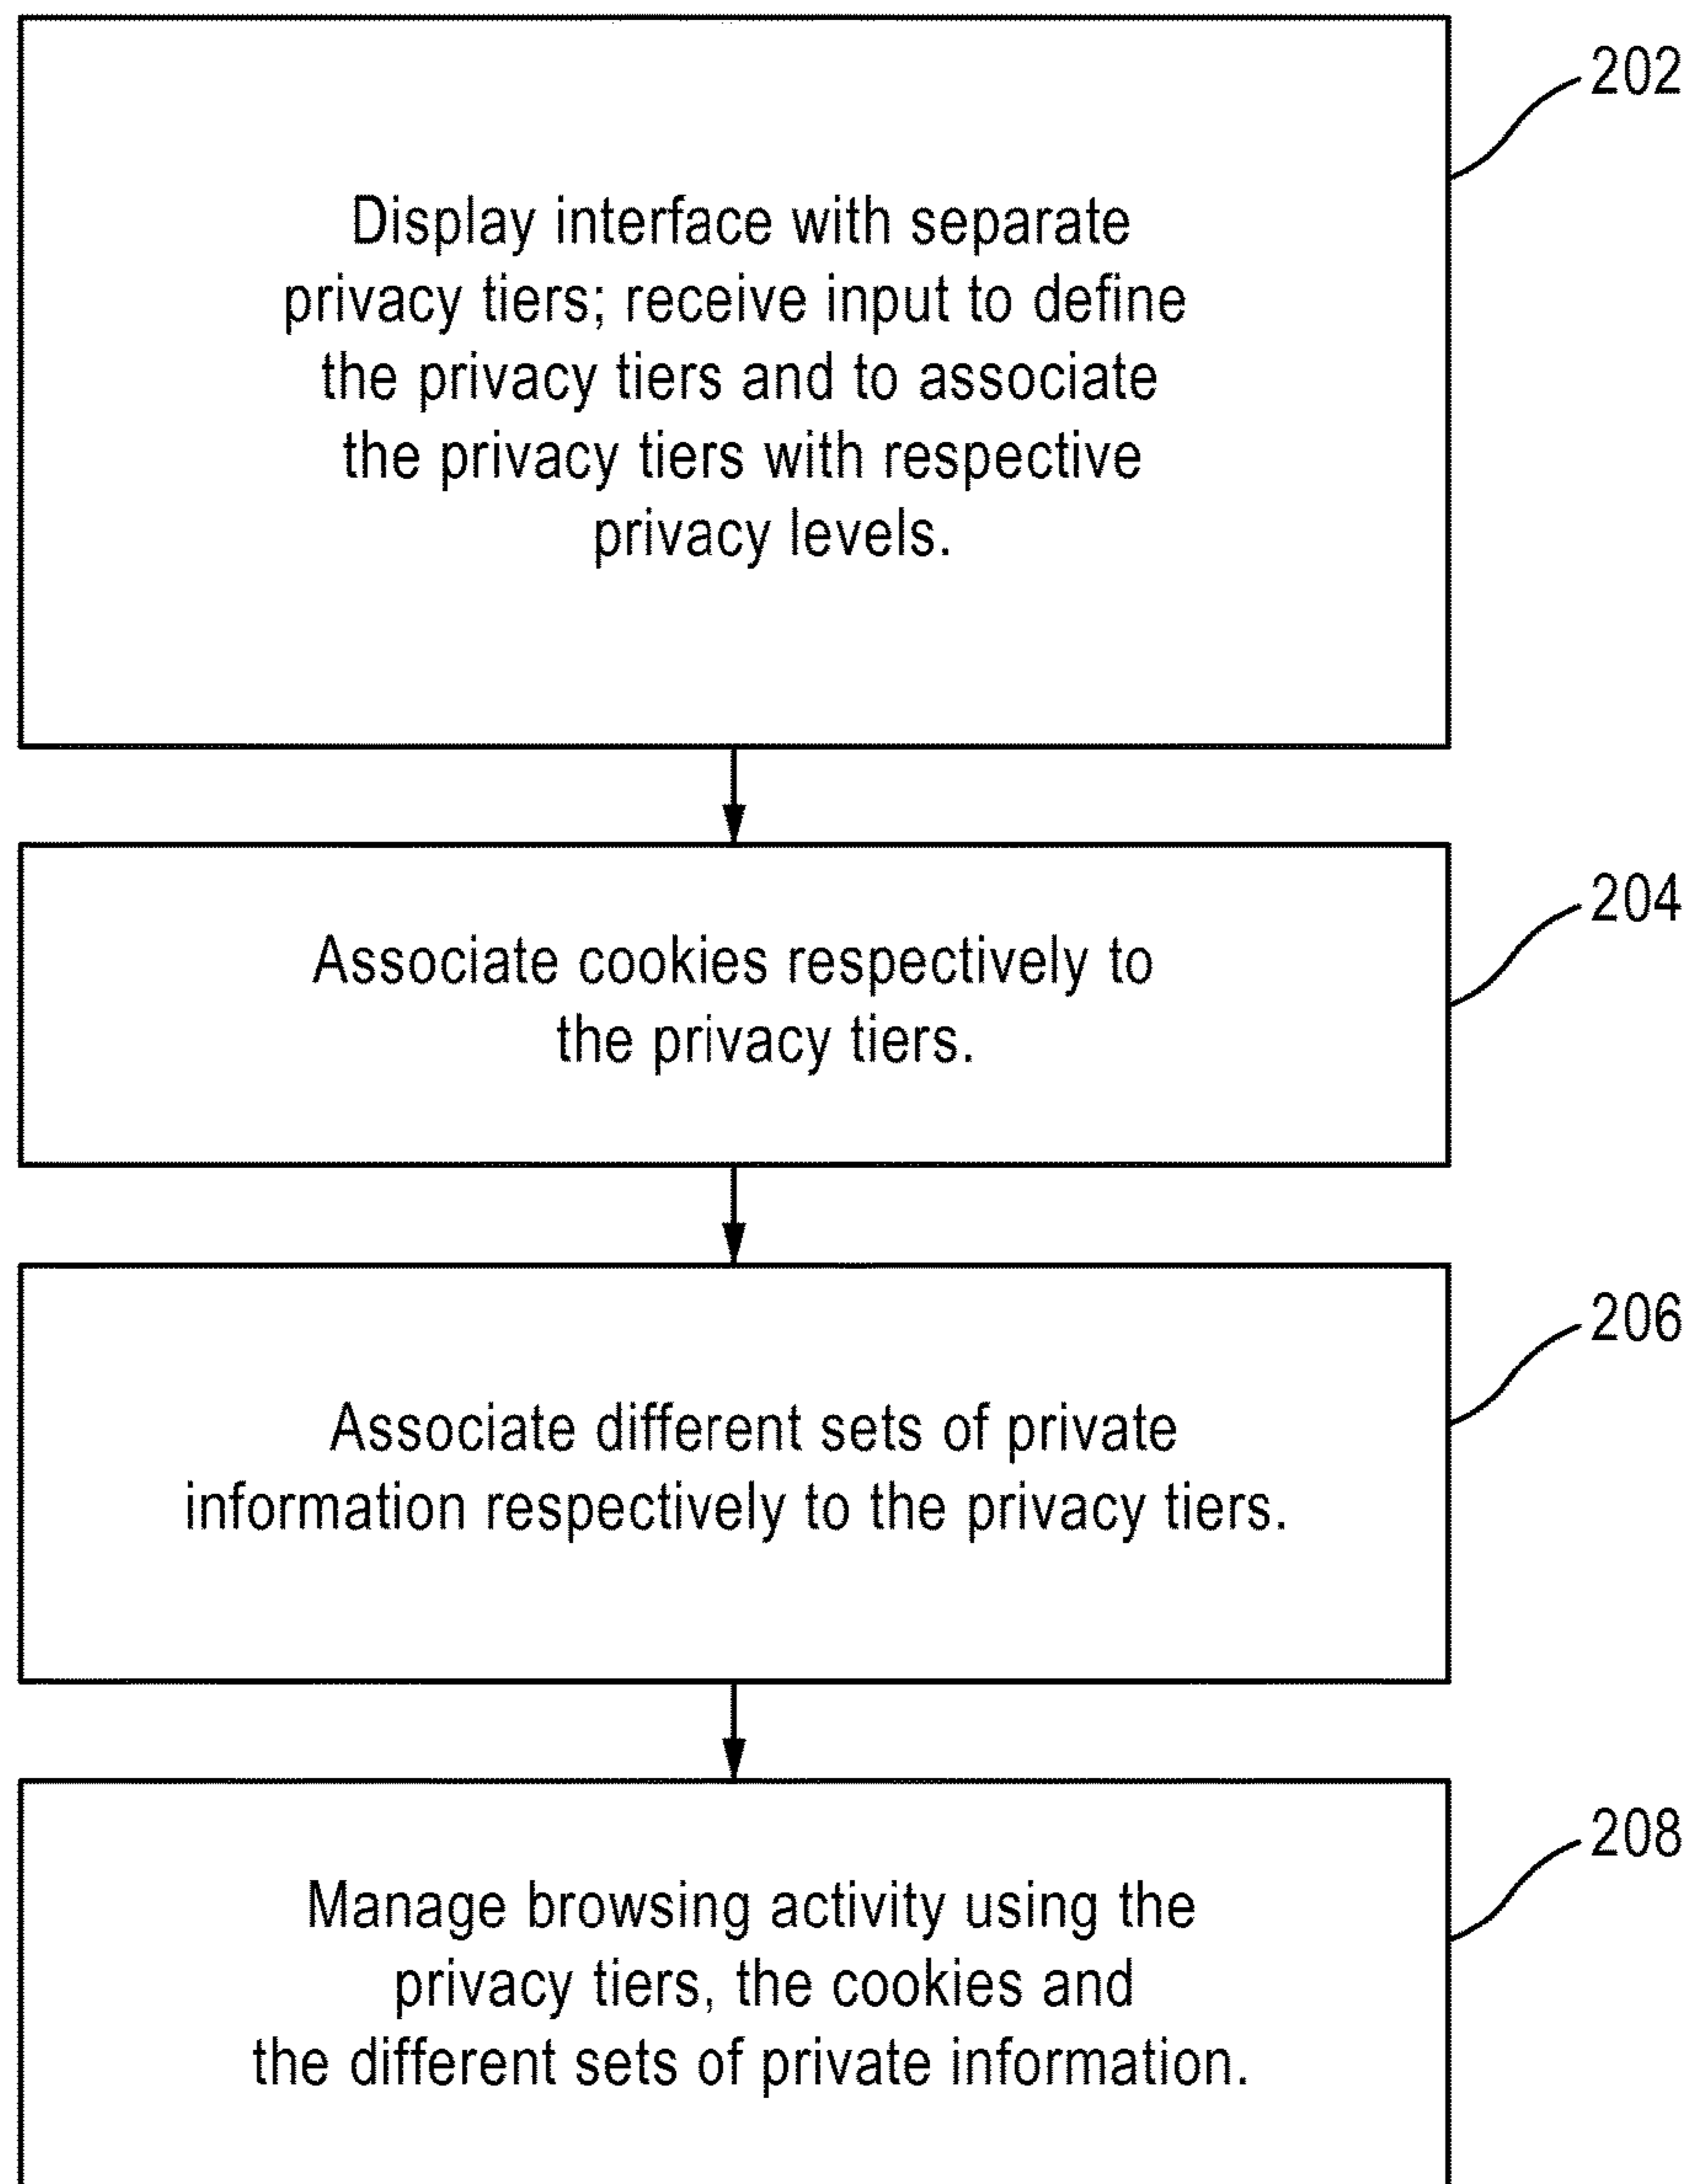 202
Display interface with separate
privacy tiers; receive input to define
the privacy tiers and to associate
the privacy tiers with respective
privacy levels.
204
Associate cookies respectively to
the privacy tiers.
206
Associate different sets of private
information respectively to the privacy tiers.
208
Manage browsing activity using the
privacy tiers, the cookies and
the different sets of private information.